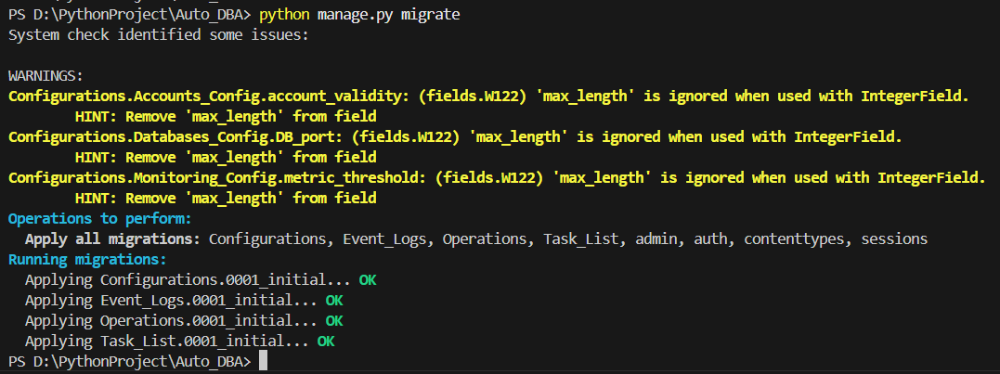 PS D:\PythonProject\Auto_DBA> python manage.py migrate
System check identified some issues:
WARNINGS:
Configurations.Accounts_Config.account_validity: (fields.W122) 'max_length' is ignored when used with IntegerField.
HINT: Remove 'max_length' from field
Configurations.Databases_Config.DB_port: (fields.W122) 'max_length' is ignored when used with IntegerField.
HINT: Remove 'max_length' from field
Configurations.Monitoring_Config.metric_threshold: (fields.W122) 'max_length' is ignored when used with IntegerField.
HINT: Remove 'max_length' from field
Operations to perform:
Apply all migrations: Configurations, Event_Logs, Operations, Task_List, admin, auth, contenttypes, sessions
Running migrations:
Applying Configurations.0001_initial... OK
Applying Event_Logs.0001_initial... OK
Applying Operations.0001_initial... OK
Applying Task_List.0001_initial... OK
PS D:\PythonProject\Auto_DBA>